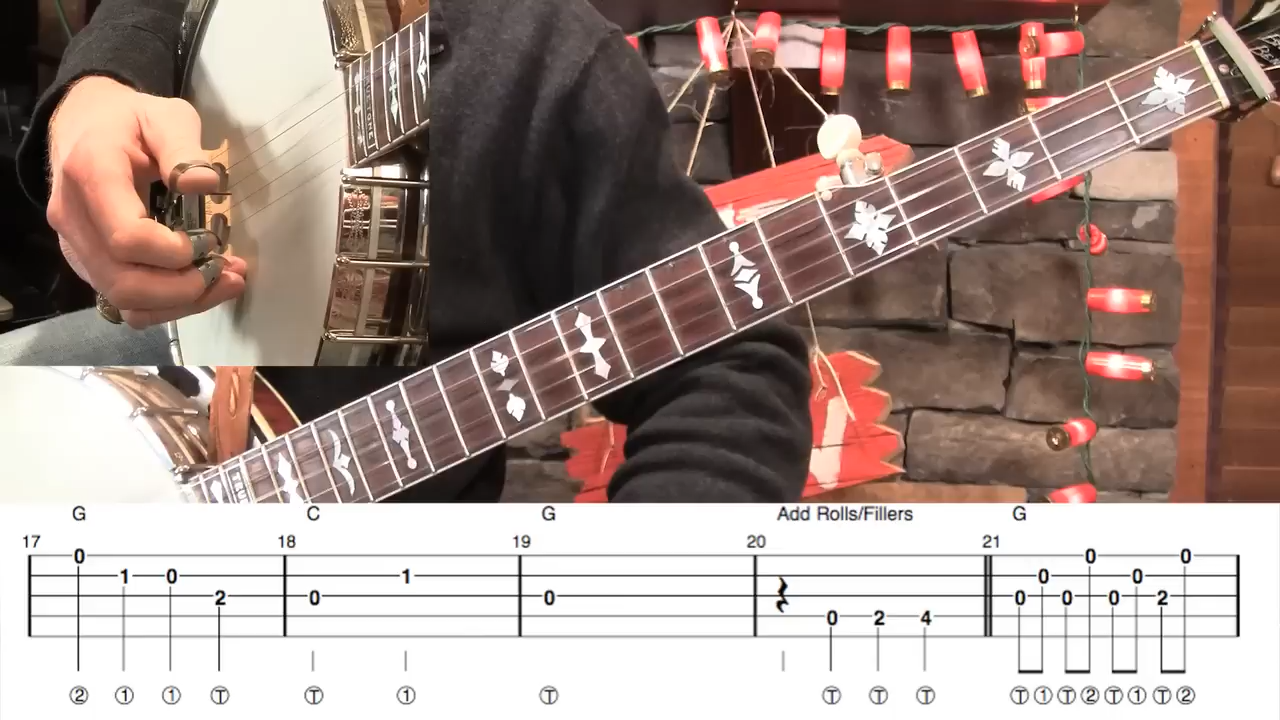 G C G Add Rolls/Fillers G
17 18 19 20 21
0 0 0
1 0 1 0 0
2 0 0 0 0 0 2
0 2 4
② ① ① Ⓣ Ⓣ ① Ⓣ Ⓣ Ⓣ Ⓣ Ⓣ ① Ⓣ ② Ⓣ ① Ⓣ ②